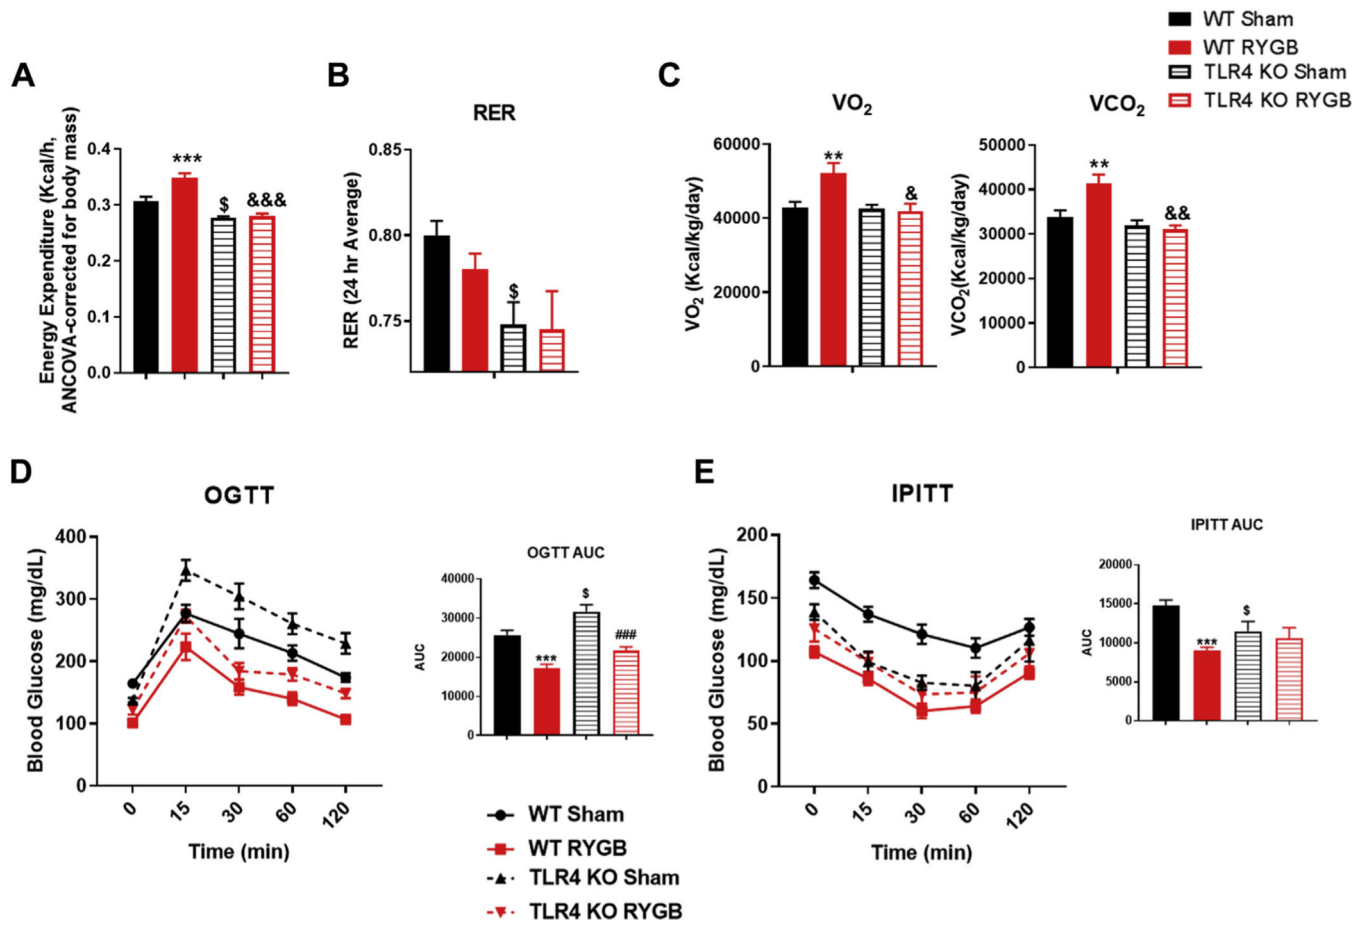 WT Sham
WT RYGB
TLR4 KO Sham
TLR4 KO RYGB
A
Energy Expenditure (Kcal/h,
ANCOVA-corrected for body mass)
0.4
0.3
0.2
0.1
0.0
***
$
&&&
B
RER
RER (24 hr Average)
0.85
0.80
0.75
$
C
VO2
VO2 (Kcal/kg/day)
60000
40000
20000
0
**
&
VCO2
VCO2(Kcal/kg/day)
50000
40000
30000
20000
10000
0
**
&&
D
OGTT
Blood Glucose (mg/dL)
400
300
200
100
0
0
15
30
60
120
Time (min)
OGTT AUC
AUC
40000
30000
20000
10000
0
***
$
###
WT Sham
WT RYGB
TLR4 KO Sham
TLR4 KO RYGB
E
IPITT
Blood Glucose (mg/dL)
200
150
100
50
0
0
15
30
60
120
Time (min)
IPITT AUC
AUC
20000
15000
10000
5000
0
***
$